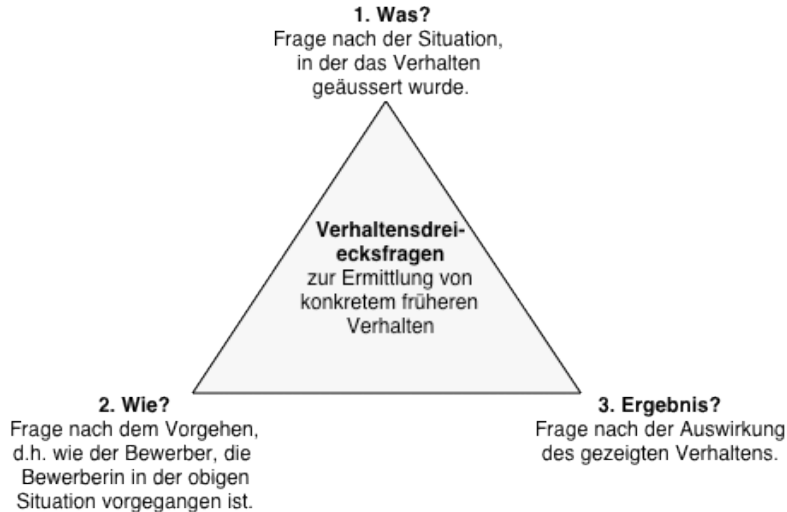 1. Was?
Frage nach der Situation,
in der das Verhalten
geäussert wurde.
Verhaltensdrei-
ecksfragen
zur Ermittlung von
konkretem früheren
Verhalten
2. Wie?
Frage nach dem Vorgehen,
d.h. wie der Bewerber, die
Bewerberin in der obigen
Situation vorgegangen ist.
3. Ergebnis?
Frage nach der Auswirkung
des gezeigten Verhaltens.